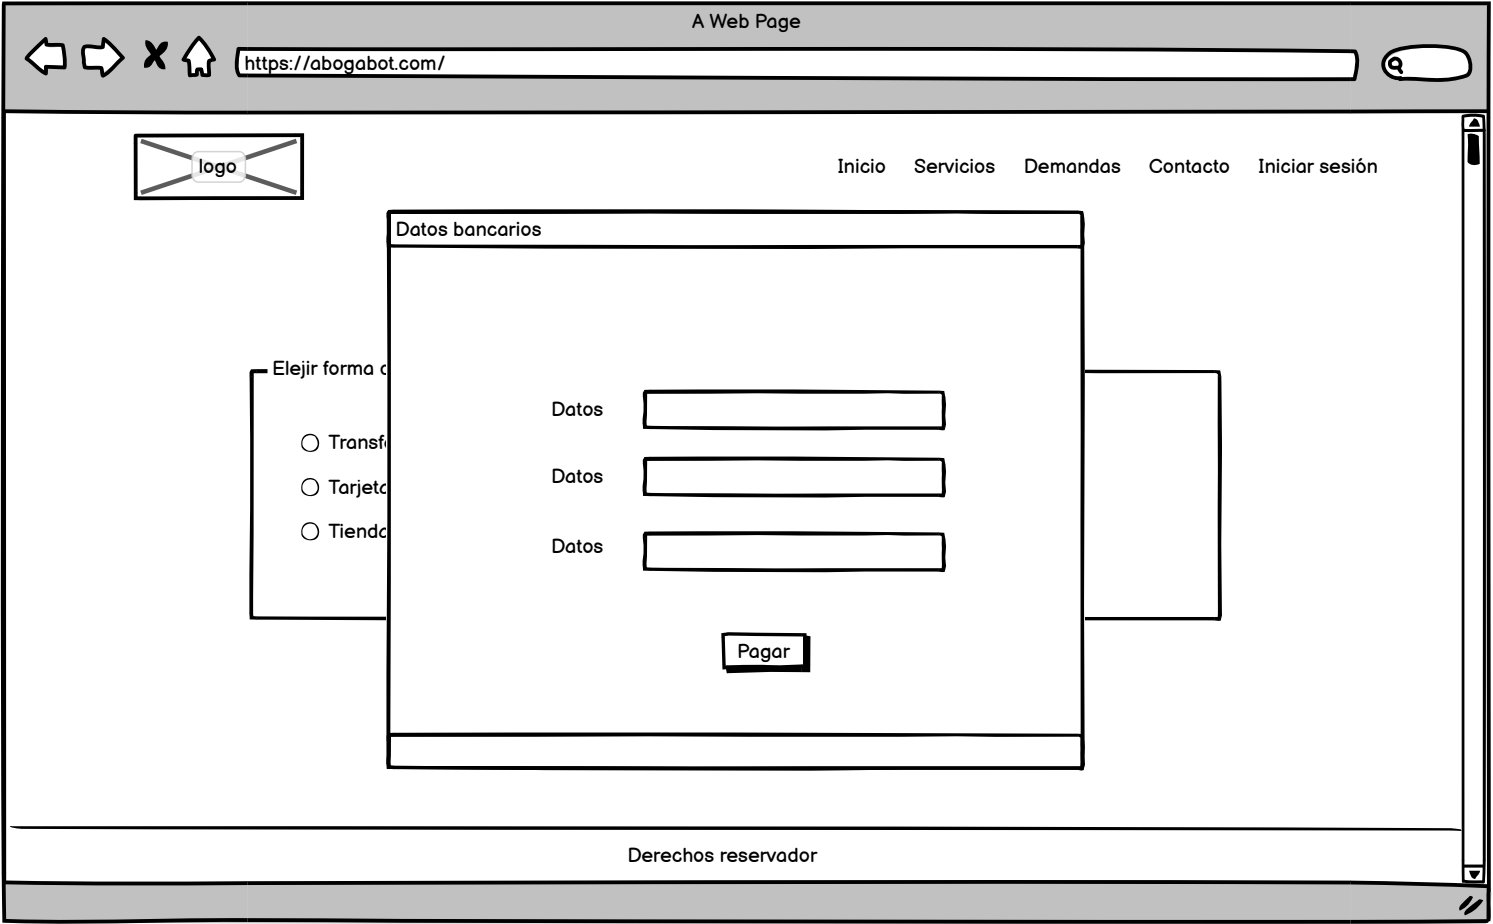 A Web Page
https://abogabot.com/
logo
Inicio Servicios Demandas Contacto Iniciar sesión
Datos bancarios
Elejir forma
Datos
Transf
Datos
Tarjet
Tiend
Datos
Pagar
Derechos reservador